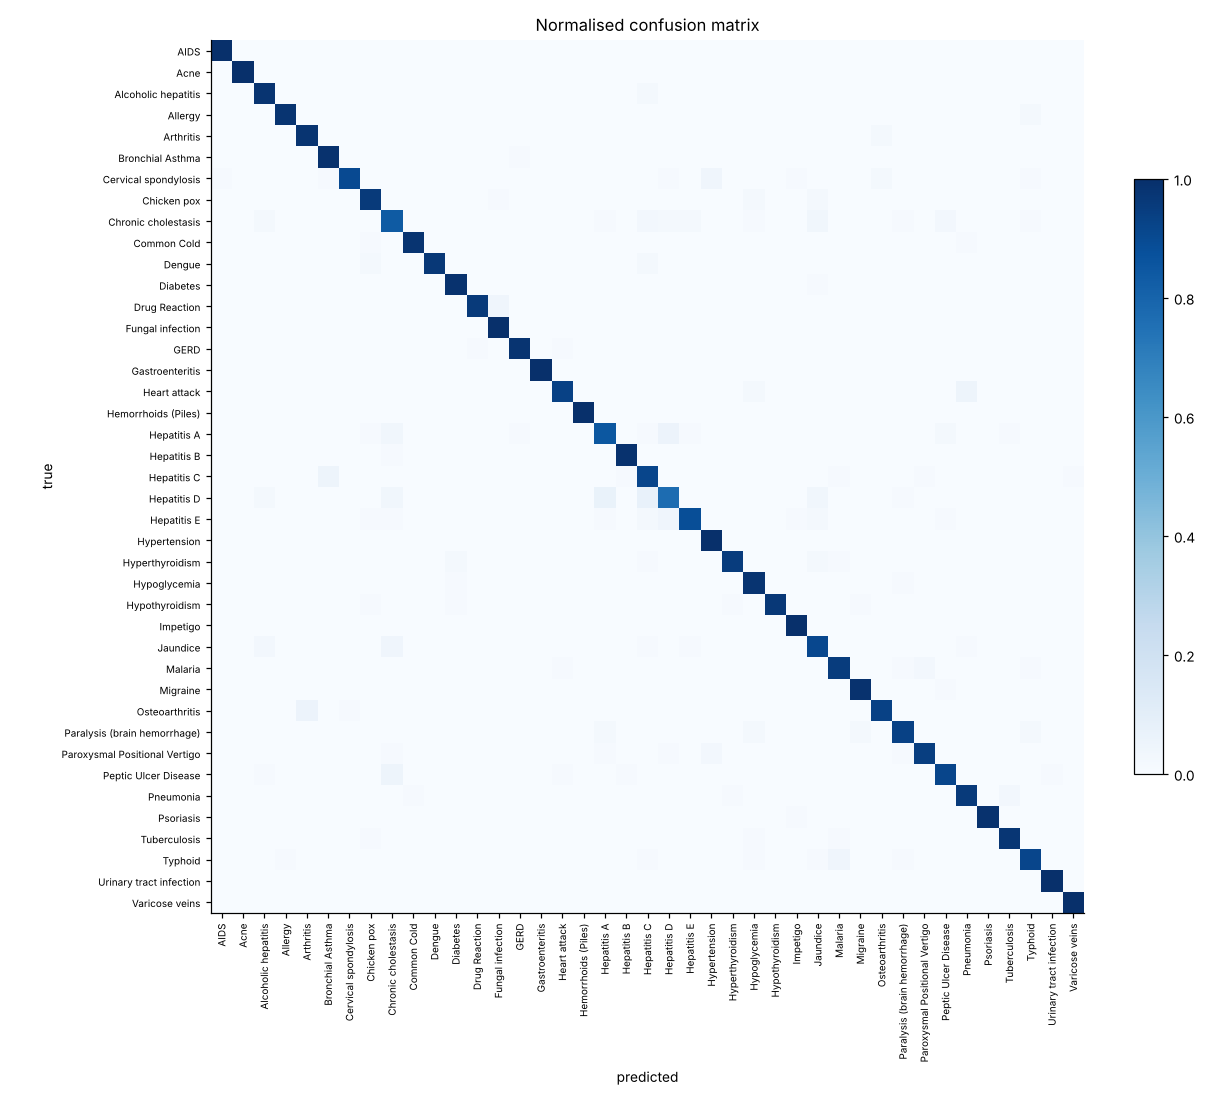 Normalised confusion matrix
AIDS
Acne
Alcoholic hepatitis
Allergy
Arthritis
Bronchial Asthma
Cervical spondylosis
Chicken pox
Chronic cholestasis
Common Cold
Dengue
Diabetes
Drug Reaction
Fungal infection
GERD
Gastroenteritis
Heart attack
Hemorrhoids (Piles)
Hepatitis A
Hepatitis B
Hepatitis C
Hepatitis D
Hepatitis E
Hypertension
Hyperthyroidism
Hypoglycemia
Hypothyroidism
Impetigo
Jaundice
Malaria
Migraine
Osteoarthritis
Paralysis (brain hemorrhage)
Paroxysmal Positional Vertigo
Peptic Ulcer Disease
Pneumonia
Psoriasis
Tuberculosis
Typhoid
Urinary tract infection
Varicose veins
true
AIDS
Acne
Alcoholic hepatitis
Allergy
Arthritis
Bronchial Asthma
Cervical spondylosis
Chicken pox
Chronic cholestasis
Common Cold
Dengue
Diabetes
Drug Reaction
Fungal infection
GERD
Gastroenteritis
Heart attack
Hemorrhoids (Piles)
Hepatitis A
Hepatitis B
Hepatitis C
Hepatitis D
Hepatitis E
Hypertension
Hyperthyroidism
Hypoglycemia
Hypothyroidism
Impetigo
Jaundice
Malaria
Migraine
Osteoarthritis
Paralysis (brain hemorrhage)
Paroxysmal Positional Vertigo
Peptic Ulcer Disease
Pneumonia
Psoriasis
Tuberculosis
Typhoid
Urinary tract infection
Varicose veins
predicted
1.0
0.8
0.6
0.4
0.2
0.0